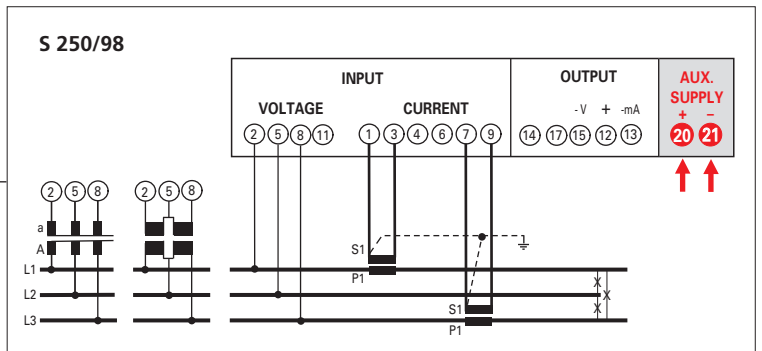 S 250/98
INPUT OUTPUT AUX. SUPPLY
VOLTAGE CURRENT - V + -mA + –
2 5 8 11 1 3 4 6 7 9 14 17 15 12 13 20 21
2 5 8 2 5 8
a
A
S1
L1 P1
L2
S1
L3
P1
X
X
X